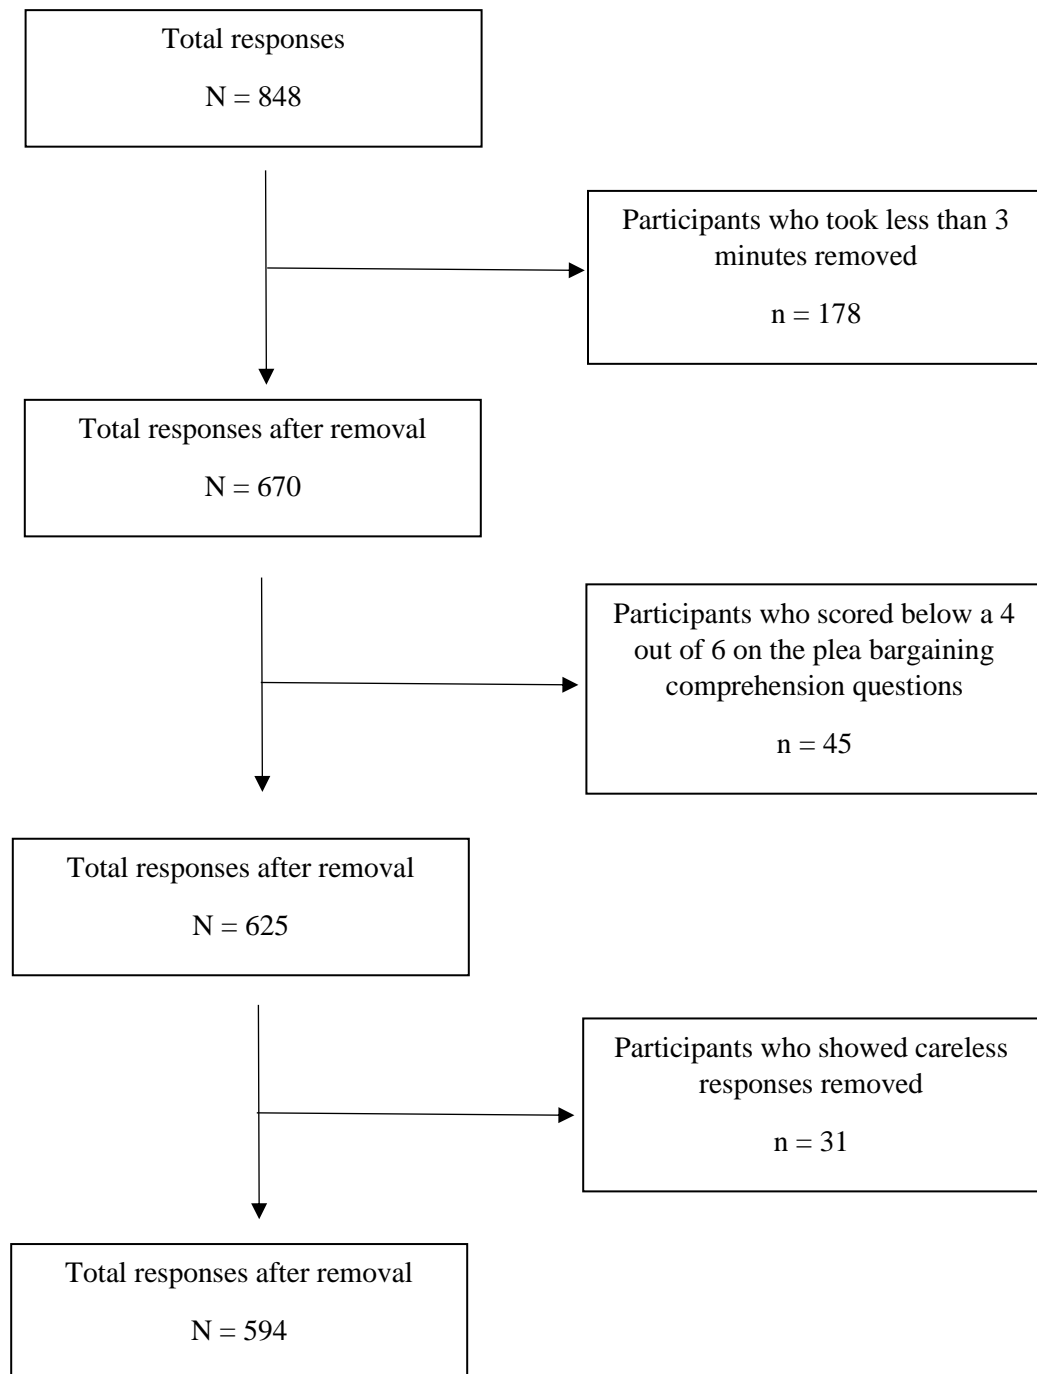 Total responses
N = 848
Participants who took less than 3
minutes removed
n = 178
Total responses after removal
N = 670
Participants who scored below a 4
out of 6 on the plea bargaining
comprehension questions
n = 45
Total responses after removal
N = 625
Participants who showed careless
responses removed
n = 31
Total responses after removal
N = 594